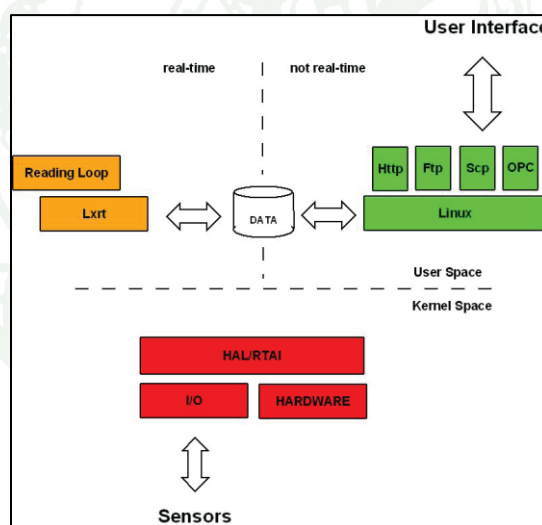 User Interface
real-time
not real-time
Reading Loop
Http
Ftp
Scp
OPC
Lxrt
DATA
Linux
User Space
Kernel Space
HAL/RTAI
I/O
HARDWARE
Sensors